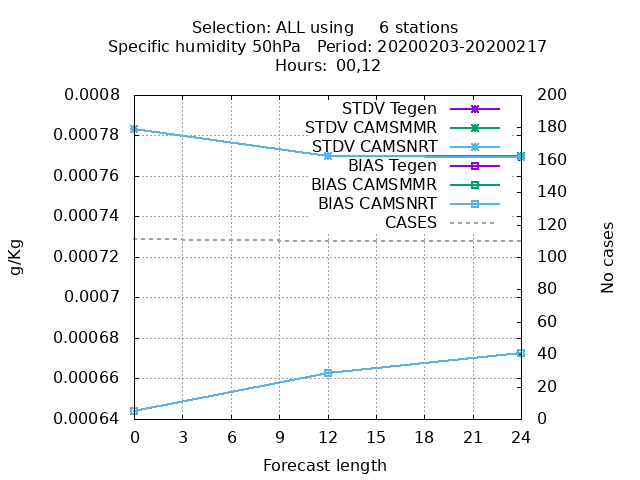 Selection: ALL using     6 stations
Specific humidity 50hPa   Period: 20200203-20200217
Hours: 00,12
0.0008
0.00078
0.00076
0.00074
0.00072
0.0007
0.00068
0.00066
0.00064
g/Kg
STDV Tegen
STDV CAMSMMR
STDV CAMSNRT
BIAS Tegen
BIAS CAMSMMR
BIAS CAMSNRT
CASES
200
180
160
140
120
100
80
60
40
20
0
No cases
0 3 6 9 12 15 18 21 24
Forecast length